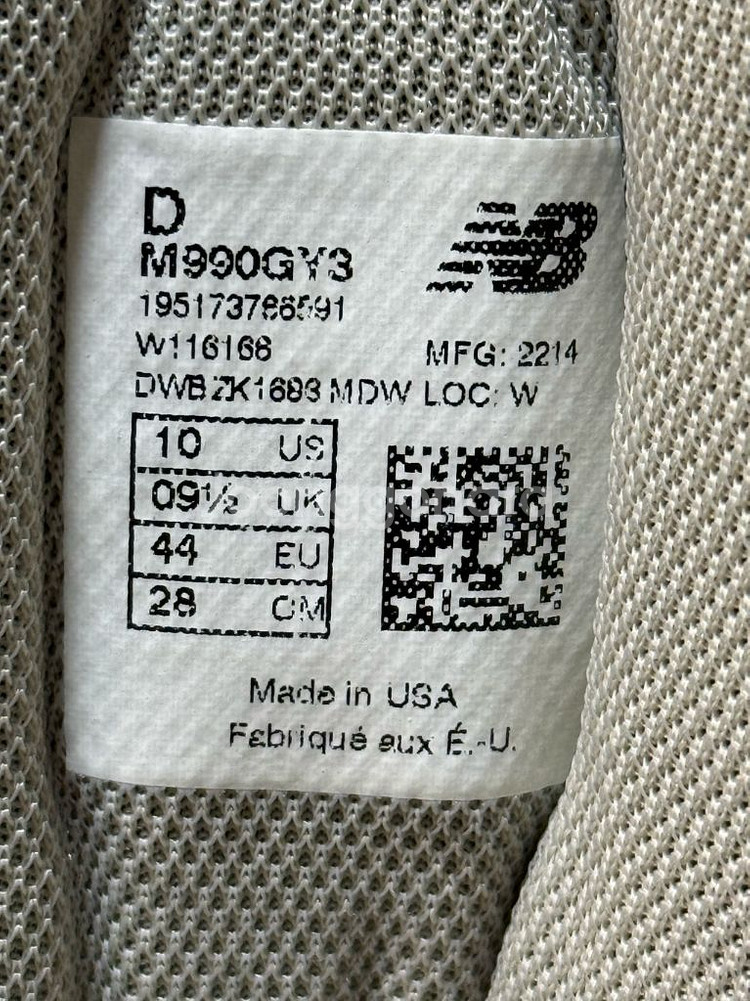 D
M990GY3
195173786591
W116168
MFG: 2214
MDW LOC: W
10 US
09½ UK
44 EU
28 CM
Made in USA
Fabriqué aux É.-U.